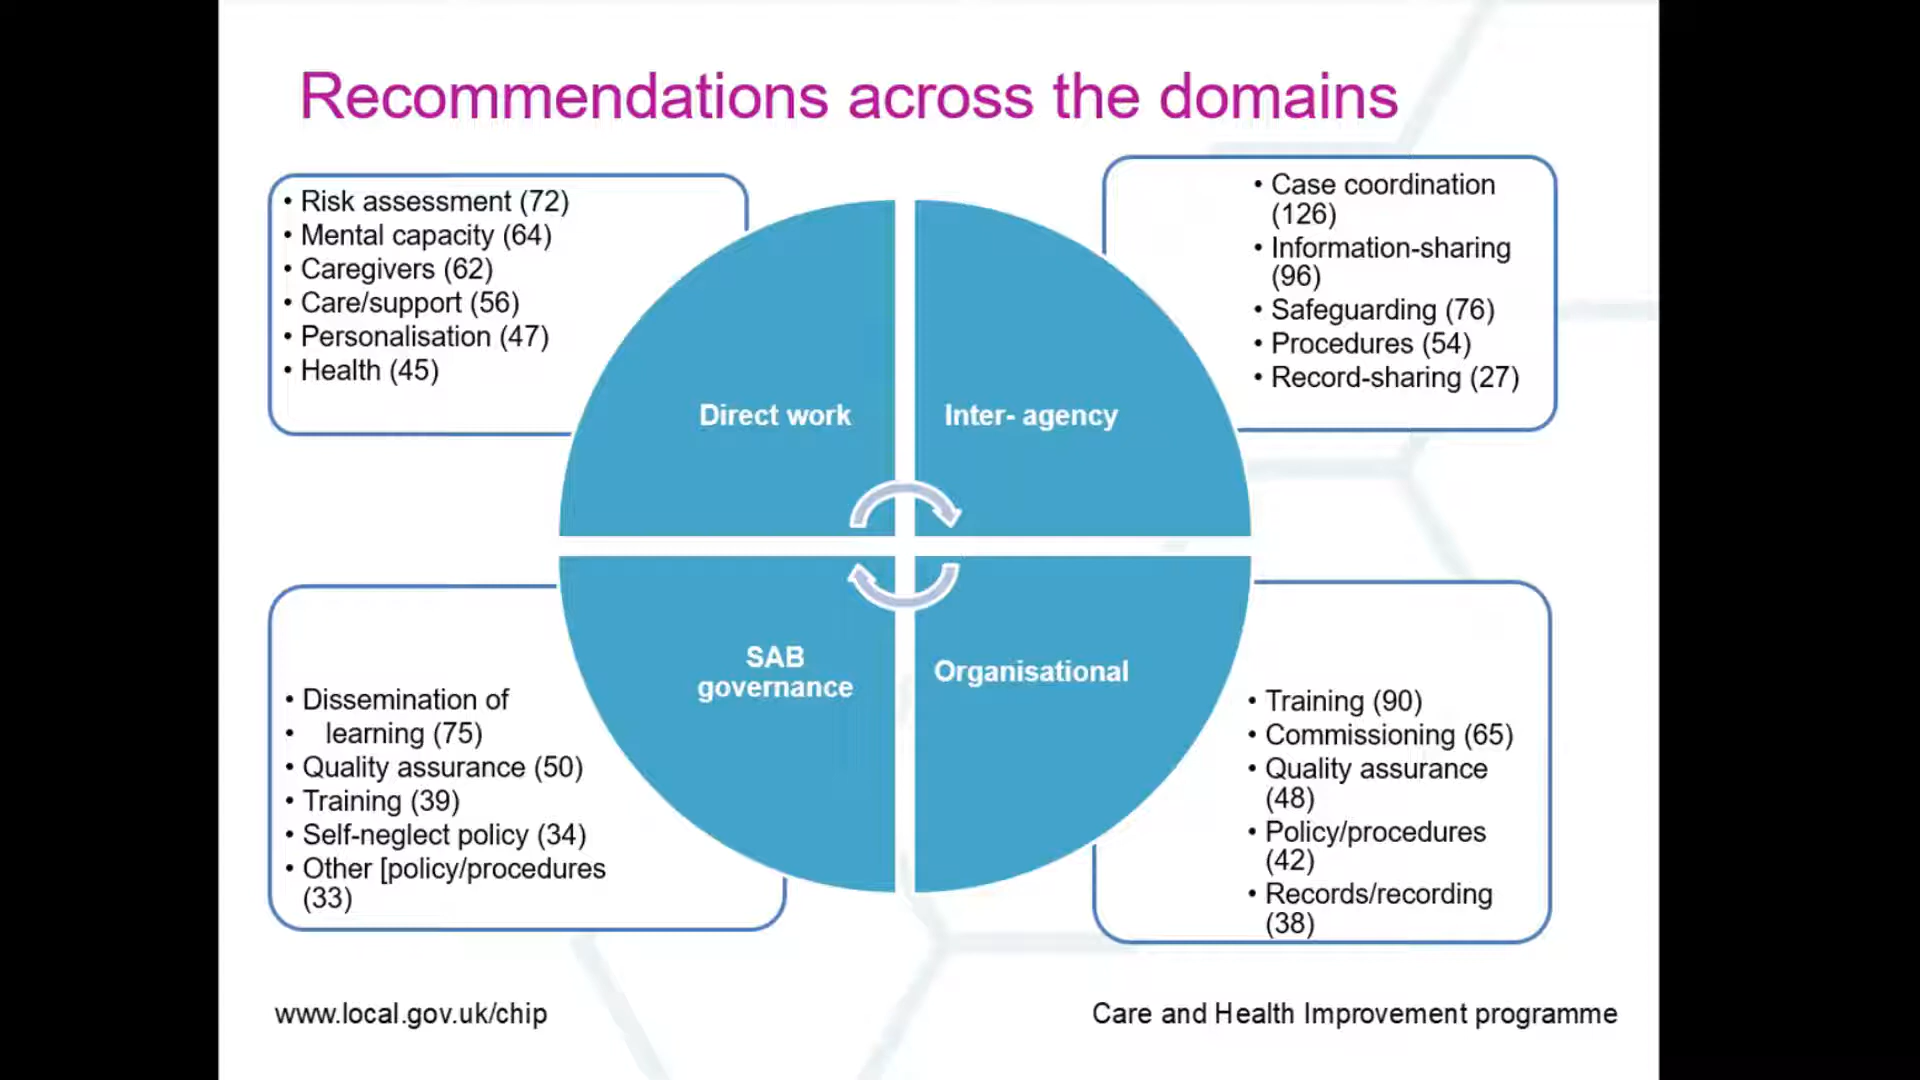 Recommendations across the domains
• Risk assessment (72)
• Mental capacity (64)
• Caregivers (62)
• Care/support (56)
• Personalisation (47)
• Health (45)
• Case coordination
(126)
• Information-sharing
(96)
• Safeguarding (76)
• Procedures (54)
• Record-sharing (27)
Direct work
Inter- agency
SAB
governance
Organisational
• Dissemination of
• learning (75)
• Quality assurance (50)
• Training (39)
• Self-neglect policy (34)
• Other [policy/procedures
(33)
• Training (90)
• Commissioning (65)
• Quality assurance
(48)
• Policy/procedures
(42)
• Records/recording
(38)
www.local.gov.uk/chip
Care and Health Improvement programme